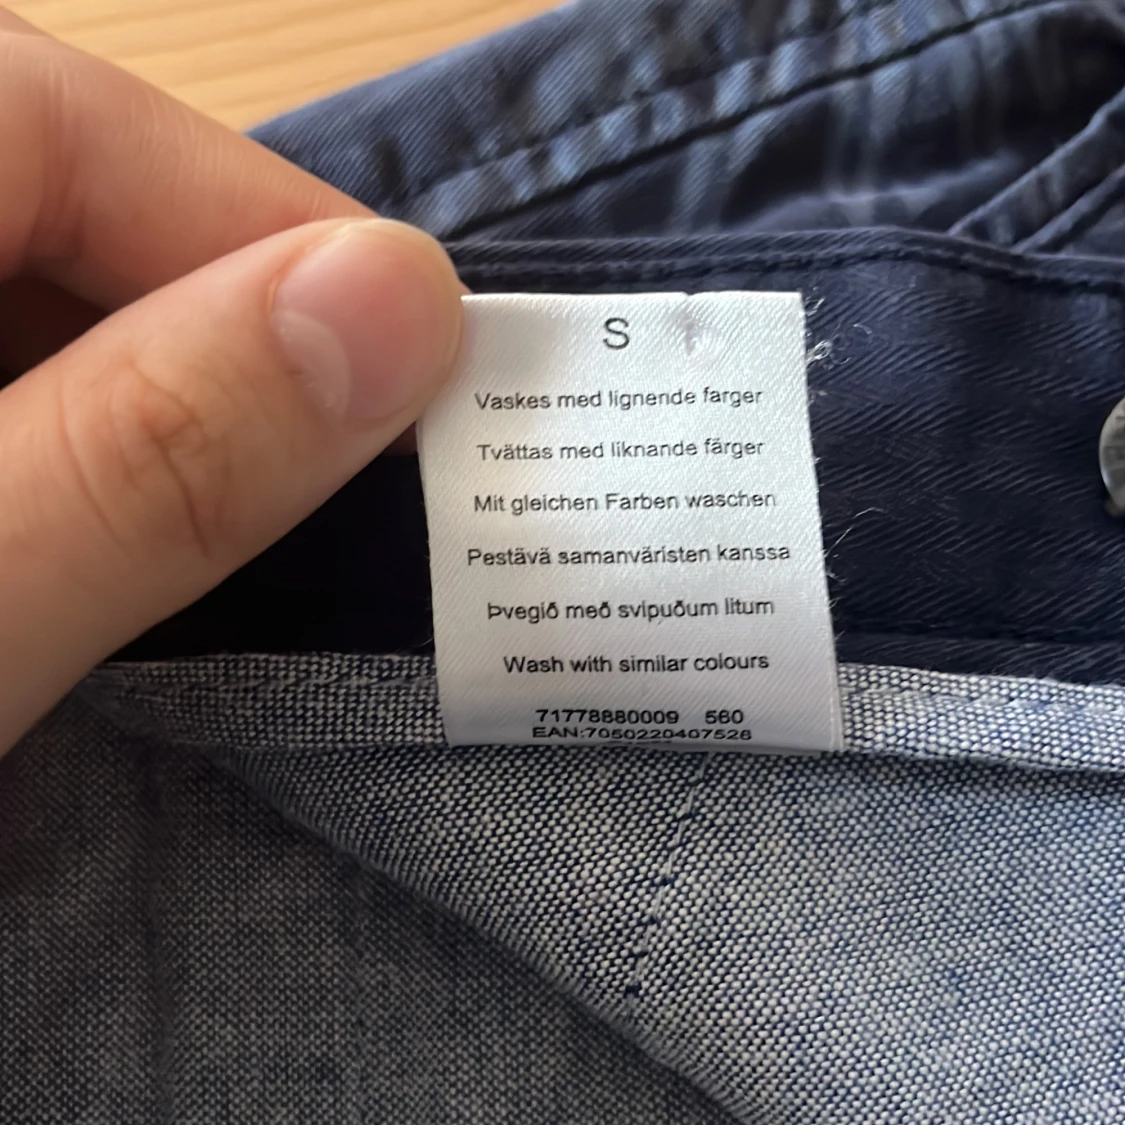 S
Vaskes med lignende farger
Tvättas med liknande färger
Mit gleichen Farben waschen
Pestävä samanväristen kanssa
Þvegið með svipuðum litum
Wash with similar colours
71778880009 560
EAN:7050220407528